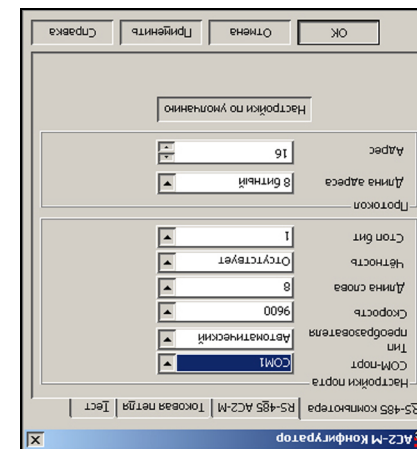 АС2-М Конфигуратор
RS-485 компьютера RS-485 АС2-М Токовая петля Тест
Настройки порта
COM-порт COM1
Тип преобразователя Автоматический
Скорость 9600
Длина слова 8
Чётность Отсутствует
Стоп бит 1
Протокол
Длина адреса 8 битный
Адрес 16
Настройки по умолчанию
OK Отмена Применить Справка